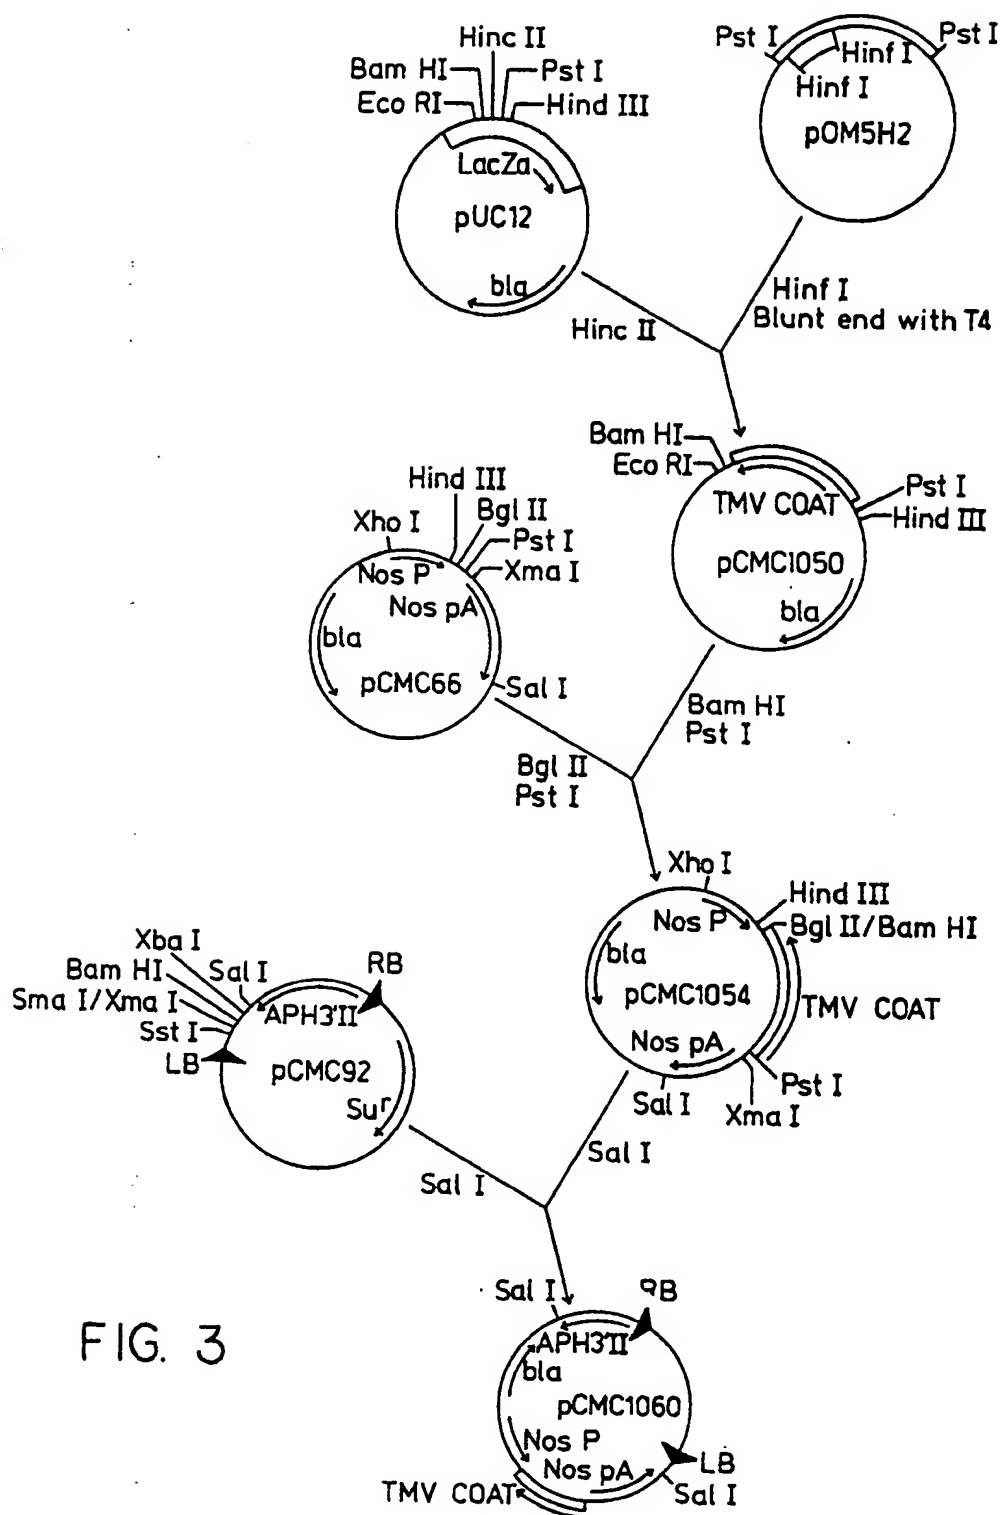 Hinc II
Bam HI
Pst I
Eco RI
Hind III
LacZa
pUC12
bla
Pst I
Pst I
Hinf I
Hinf I
pOM5H2
Hinc II
Hinf I
Blunt end with T4
Bam HI
Eco RI
TMV COAT
Pst I
Hind III
pCMC1050
bla
Hind III
Xho I
Bgl II
Pst I
Xma I
Nos P
Nos pA
bla
pCMC66
Sal I
Bam HI
Pst I
Bgl II
Pst I
Xho I
Hind III
Bgl II/Bam HI
Nos P
bla
pCMC1054
TMV COAT
Nos pA
Pst I
Sal I
Xma I
Xba I
Sal I
RB
Bam HI
Sma I/Xma I
Sst I
APH3'II
LB
pCMC92
Sur
Sal I
Sal I
Sal I
RB
APH3'II
bla
pCMC1060
Nos P
LB
Nos pA
Sal I
TMV COAT
FIG. 3